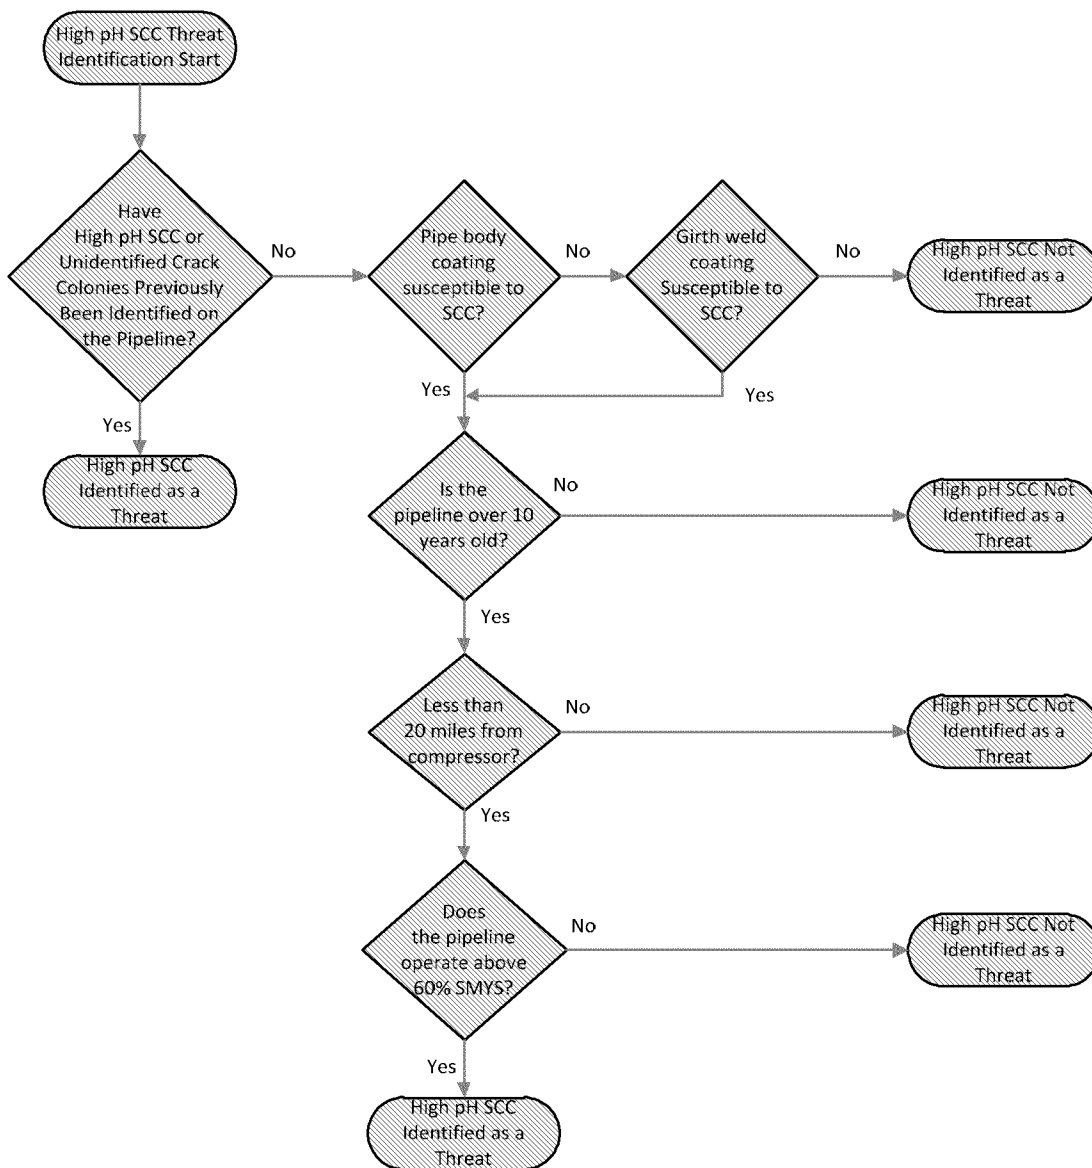 High pH SCC Threat
Identification Start
Have
High pH SCC or
Unidentified Crack
Colonies Previously
Been Identified on
the Pipeline?
No
Pipe body
coating
susceptible to
SCC?
No
Girth weld
coating
Susceptible to
SCC?
No
High pH SCC Not
Identified as a
Threat
Yes
Yes
Yes
High pH SCC
Identified as a
Threat
Is the
pipeline over 10
years old?
No
High pH SCC Not
Identified as a
Threat
Yes
Less than
20 miles from
compressor?
No
High pH SCC Not
Identified as a
Threat
Yes
Does
the pipeline
operate above
60% SMYS?
No
High pH SCC Not
Identified as a
Threat
Yes
High pH SCC
Identified as a
Threat